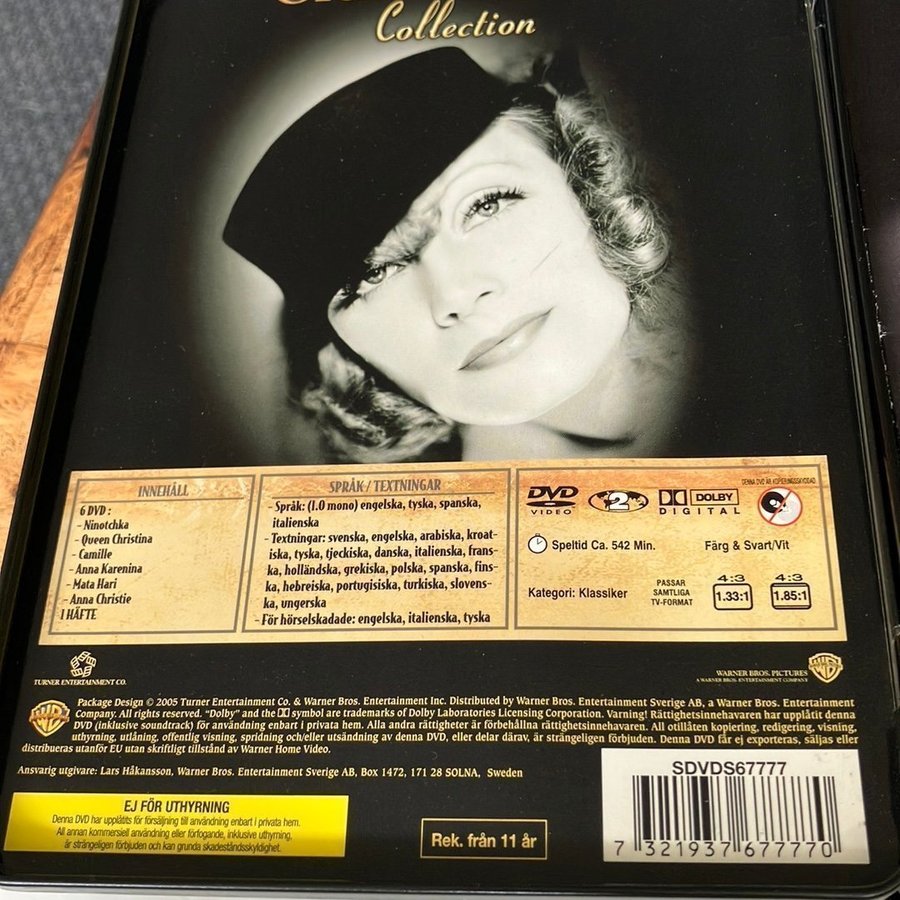 Collection
INNEHÅLL
6 DVD :
- Ninotchka
- Queen Christina
- Camille
- Anna Karenina
- Mata Hari
- Anna Christie
1 HÄFTE
SPRÅK / TEXTNINGAR
- Språk: (1.0 mono) engelska, tyska, spanska,
italienska
- Textningar: svenska, engelska, arabiska, kroat-
iska, tyska, tjeckiska, danska, italienska, frans-
ka, holländska, grekiska, polska, spanska, fins-
ka, hebreiska, portugisiska, turkiska, slovens-
ka, ungerska
- För hörselskadade: engelska, italienska, tyska
DVD
VIDEO
2
DOLBY
DIGITAL
DENNA DVD ÄR KOPIERINGSSKYDDAD
Speltid Ca. 542 Min.
Färg & Svart/Vit
Kategori: Klassiker
PASSAR
SAMTLIGA
TV-FORMAT
4:3
1.33:1
4:3
1.85:1
TURNER ENTERTAINMENT CO.
WARNER BROS. PICTURES
A WARNER BROS. ENTERTAINMENT COMPANY
Package Design © 2005 Turner Entertainment Co. & Warner Bros. Entertainment Inc. Distributed by Warner Bros. Entertainment Sverige AB, a Warner Bros. Entertainment
Company. All rights reserved. "Dolby" and the symbol are trademarks of Dolby Laboratories Licensing Corporation. Varning! Rättighetsinnehavaren har upplåtit denna
DVD (inklusive soundtrack) för användning enbart i privata hem. Alla andra rättigheter är förbehållna rättighetsinnehavaren. All otillåten kopiering, redigering, visning,
uthyrning, utlåning, offentlig visning, spridning och/eller utsändning av denna DVD, eller delar därav, är strängeligen förbjuden. Denna DVD får ej exporteras, säljas eller
distribueras utanför EU utan skriftligt tillstånd av Warner Home Video.
Ansvarig utgivare: Lars Håkansson, Warner Bros. Entertainment Sverige AB, Box 1472, 171 28 SOLNA, Sweden
EJ FÖR UTHYRNING
Denna DVD har upplåtits för försäljning till användning enbart i privata hem.
All annan kommersiell användning eller förfogande, inklusive uthyrning,
är strängeligen förbjuden och kan grunda skadeståndsskyldighet.
Rek. från 11 år
SDVDS67777
7 321937 677770